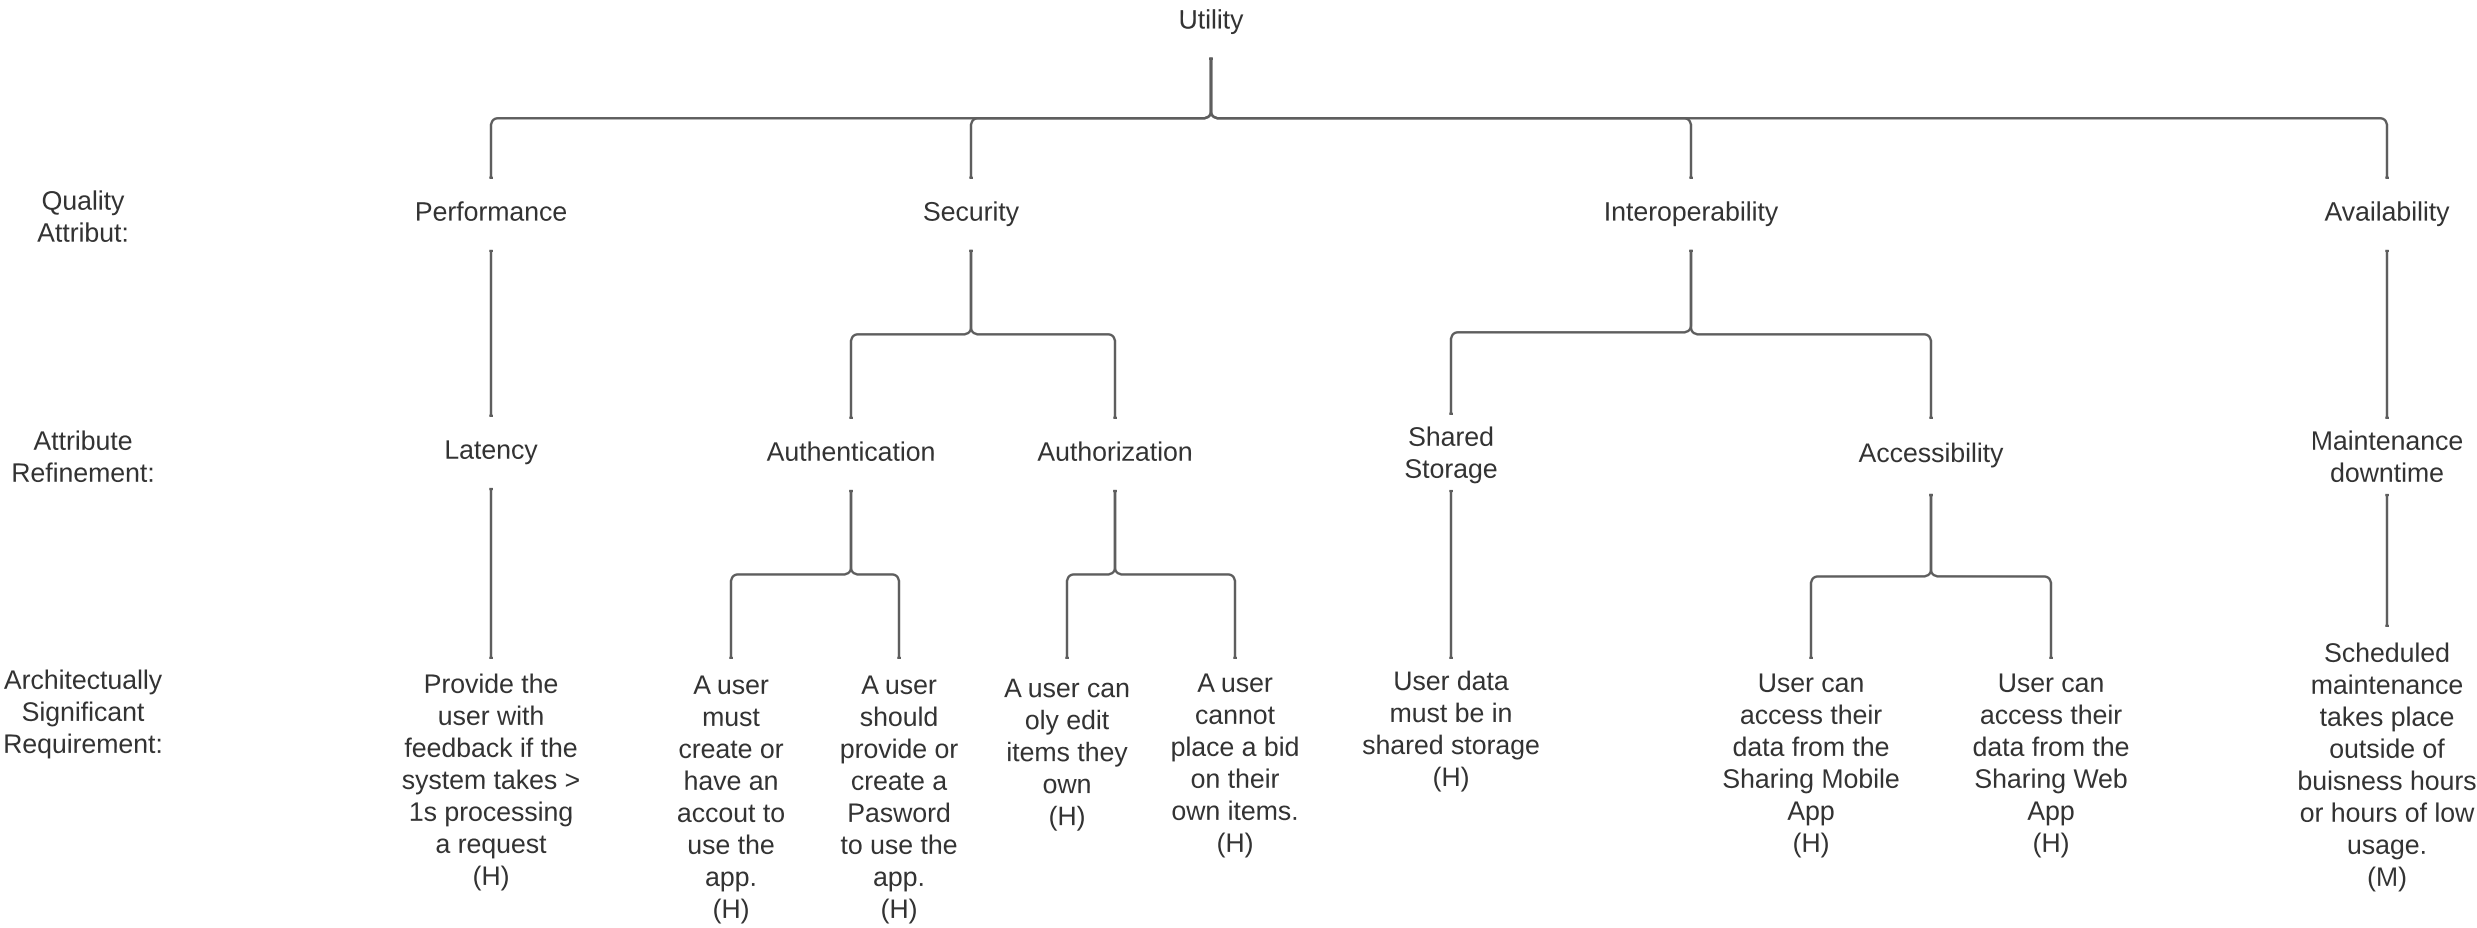 Utility
Quality
Attribut:
Performance
Security
Interoperability
Availability
Attribute
Refinement:
Latency
Authentication
Authorization
Shared
Storage
Accessibility
Maintenance
downtime
Architectually
Significant
Requirement:
Provide the
user with
feedback if the
system takes >
1s processing
a request
(H)
A user
must
create or
have an
accout to
use the
app.
(H)
A user
should
provide or
create a
Pasword
to use the
app.
(H)
A user can
oly edit
items they
own
(H)
A user
cannot
place a bid
on their
own items.
(H)
User data
must be in
shared storage
(H)
User can
access their
data from the
Sharing Mobile
App
(H)
User can
access their
data from the
Sharing Web
App
(H)
Scheduled
maintenance
takes place
outside of
buisness hours
or hours of low
usage.
(M)